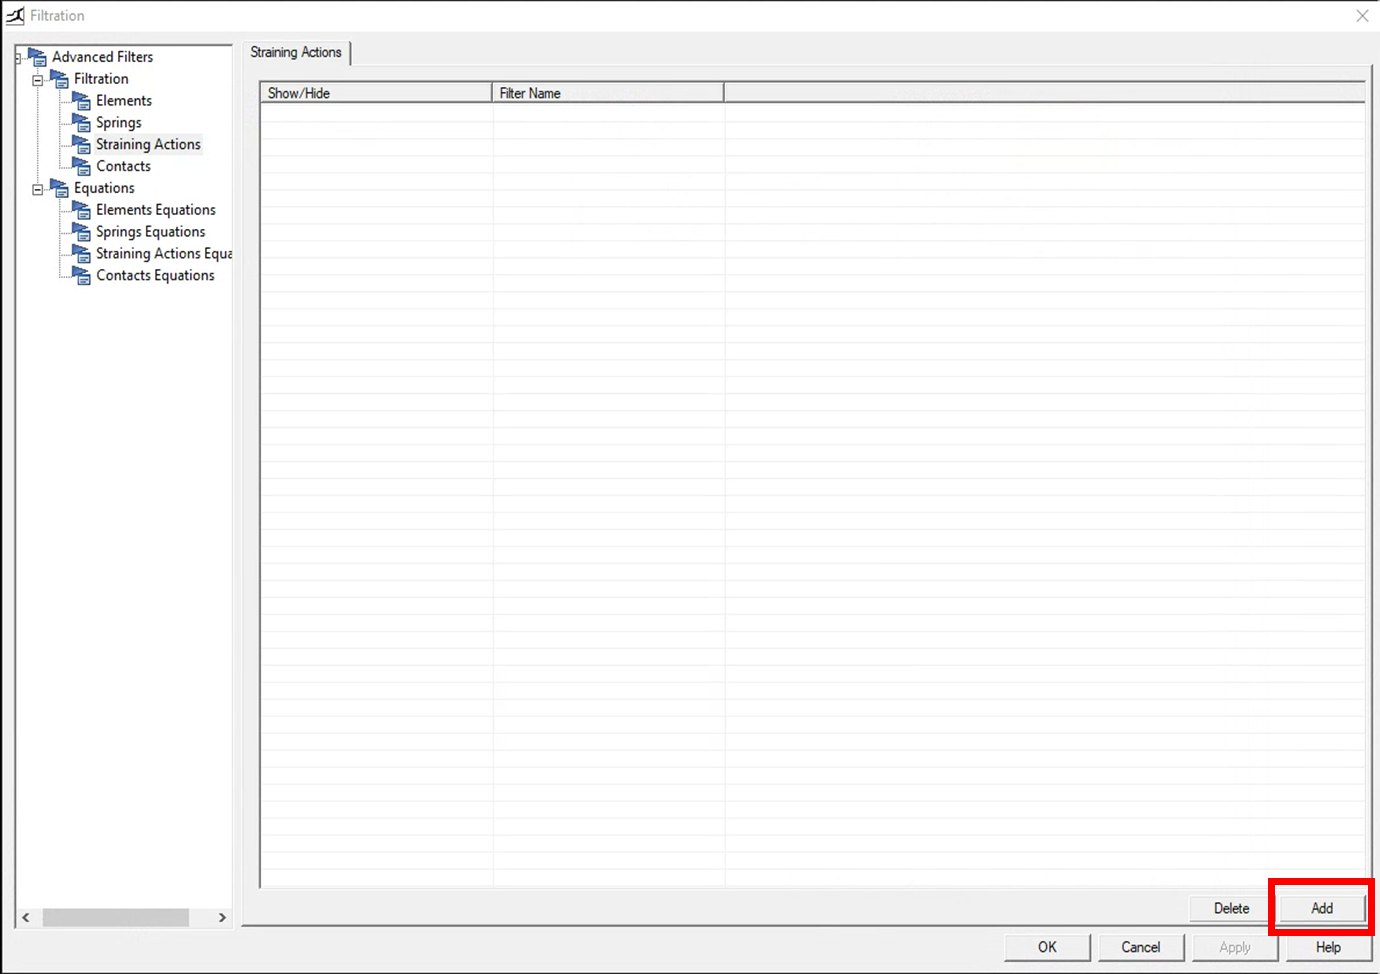 Filtration
Advanced Filters
Filtration
Elements
Springs
Straining Actions
Contacts
Equations
Elements Equations
Springs Equations
Straining Actions Equa
Contacts Equations
Straining Actions
Show/Hide Filter Name
Delete Add
OK Cancel Apply Help